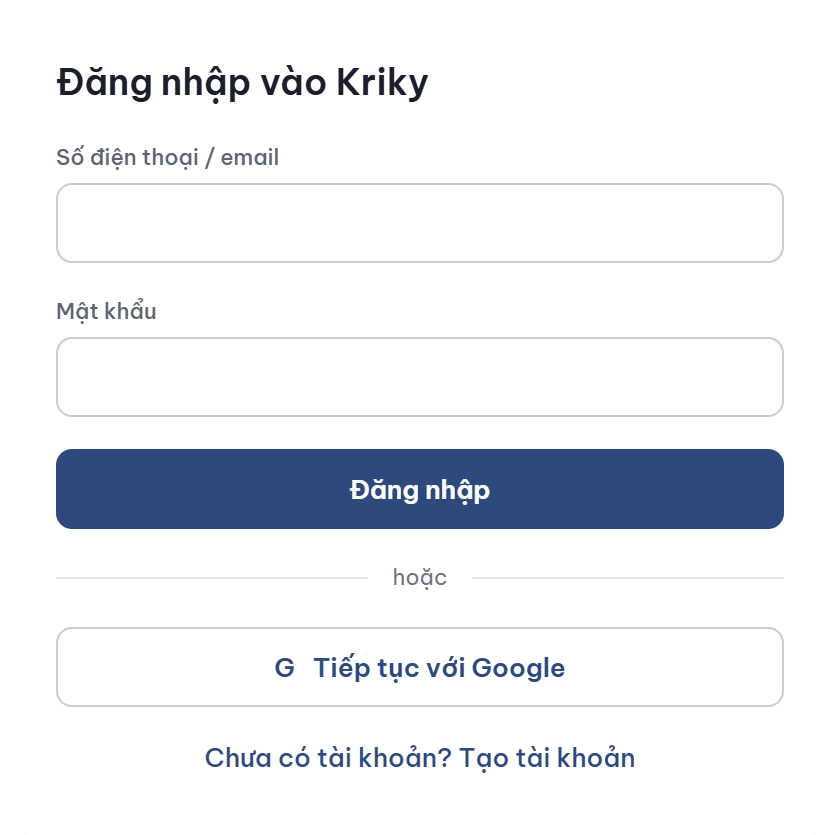 Đăng nhập vào Kriky
Số điện thoại / email
Mật khẩu
Đăng nhập
hoặc
G Tiếp tục với Google
Chưa có tài khoản? Tạo tài khoản